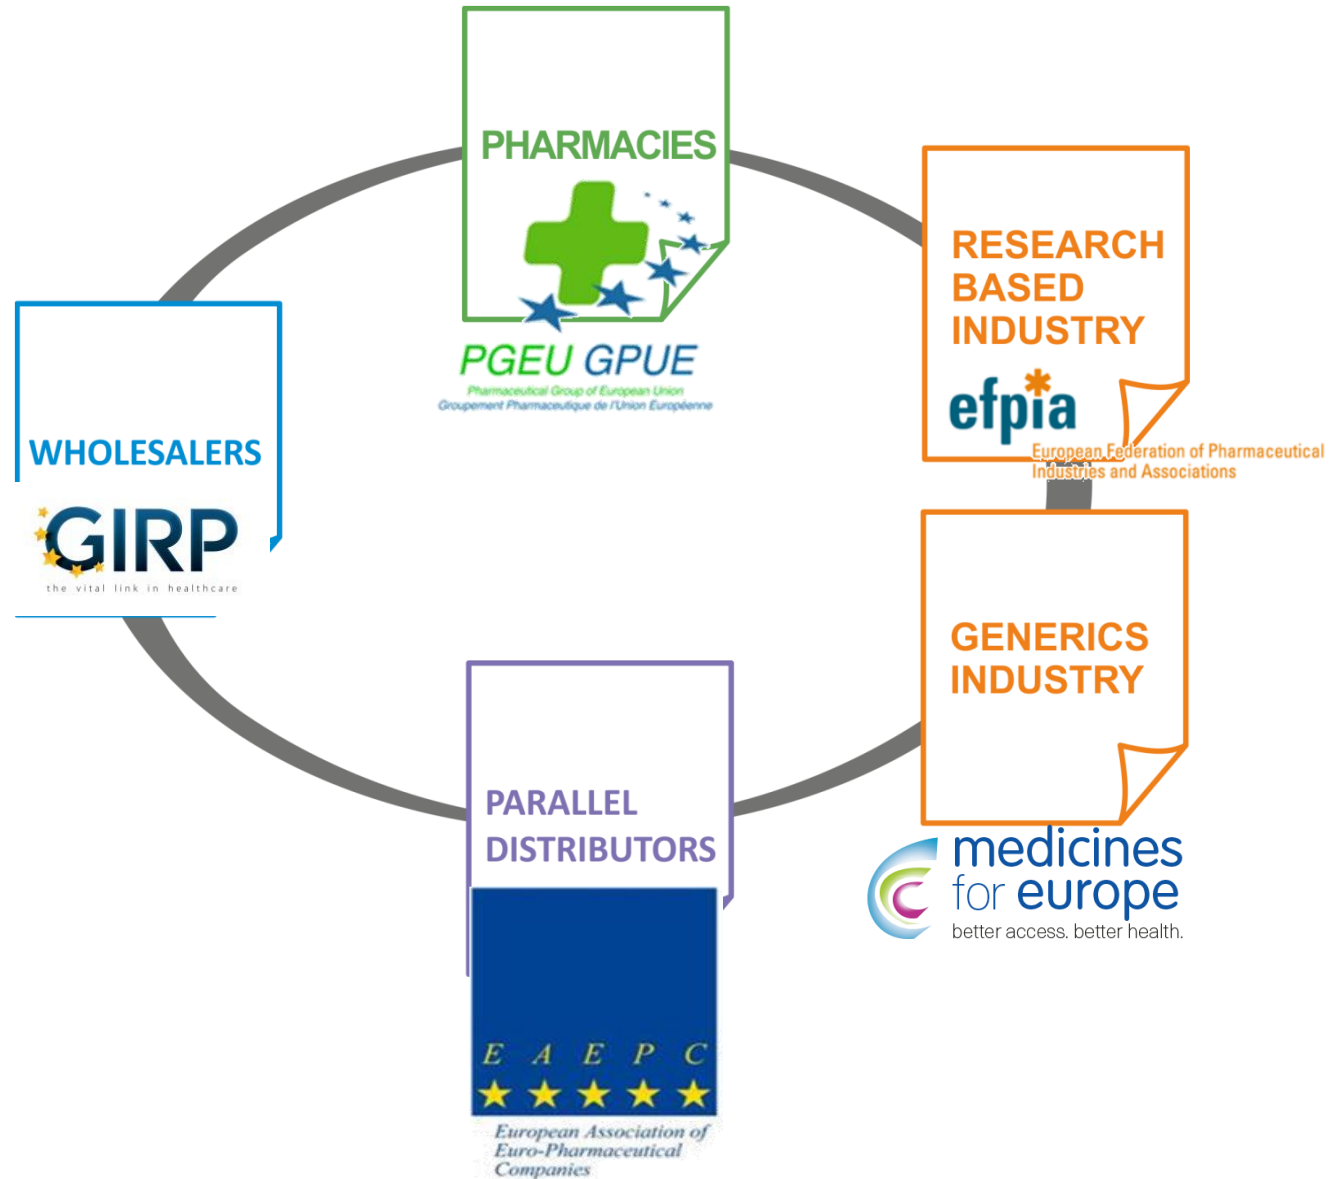 PHARMACIES
PGEU GPUE
Pharmaceutical Group of European Union
Groupement Pharmaceutique de l'Union Européenne
RESEARCH
BASED
INDUSTRY
efpia
European Federation of Pharmaceutical
Industries and Associations
WHOLESALERS
GIRP
the vital link in healthcare
GENERICS
INDUSTRY
medicines
for europe
better access. better health.
PARALLEL
DISTRIBUTORS
E A E P C
European Association of
Euro-Pharmaceutical
Companies